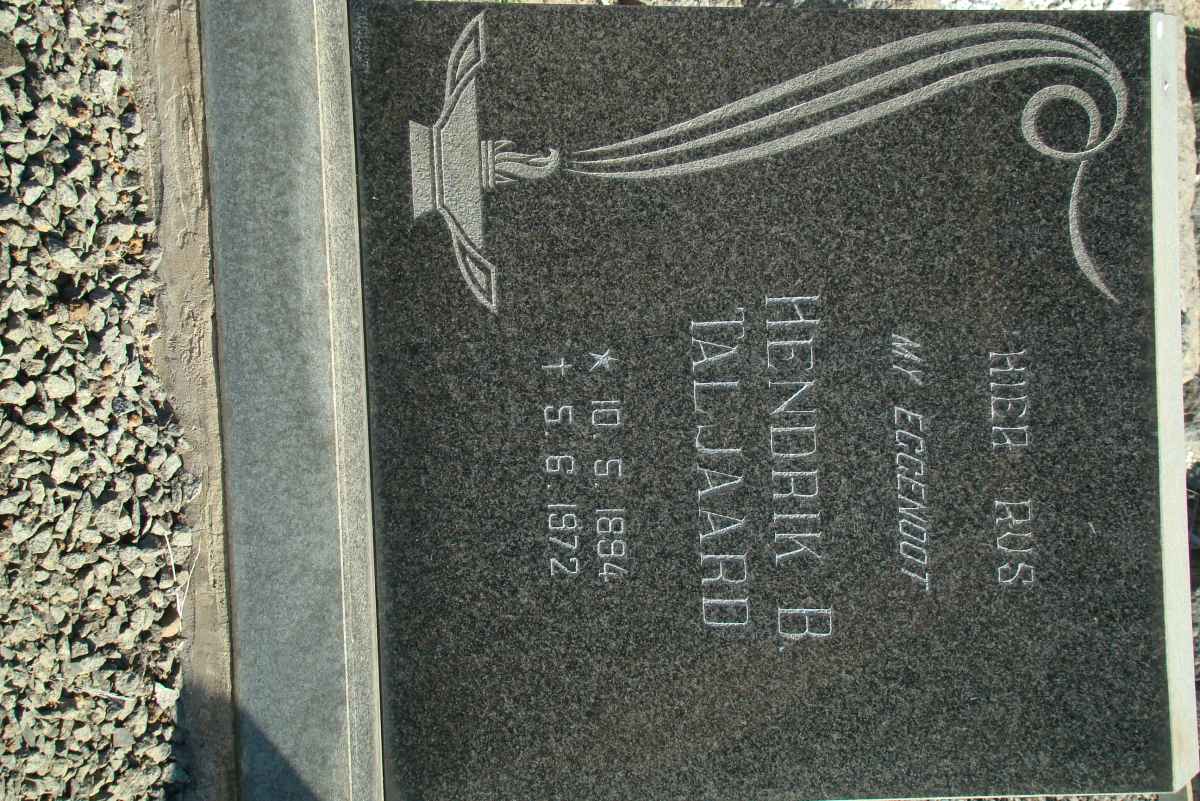 HIER RUS
MY EGGENOOT
HENDRIK B.
TALJAARD
* 10. 5. 1894
† 5. 6. 1972